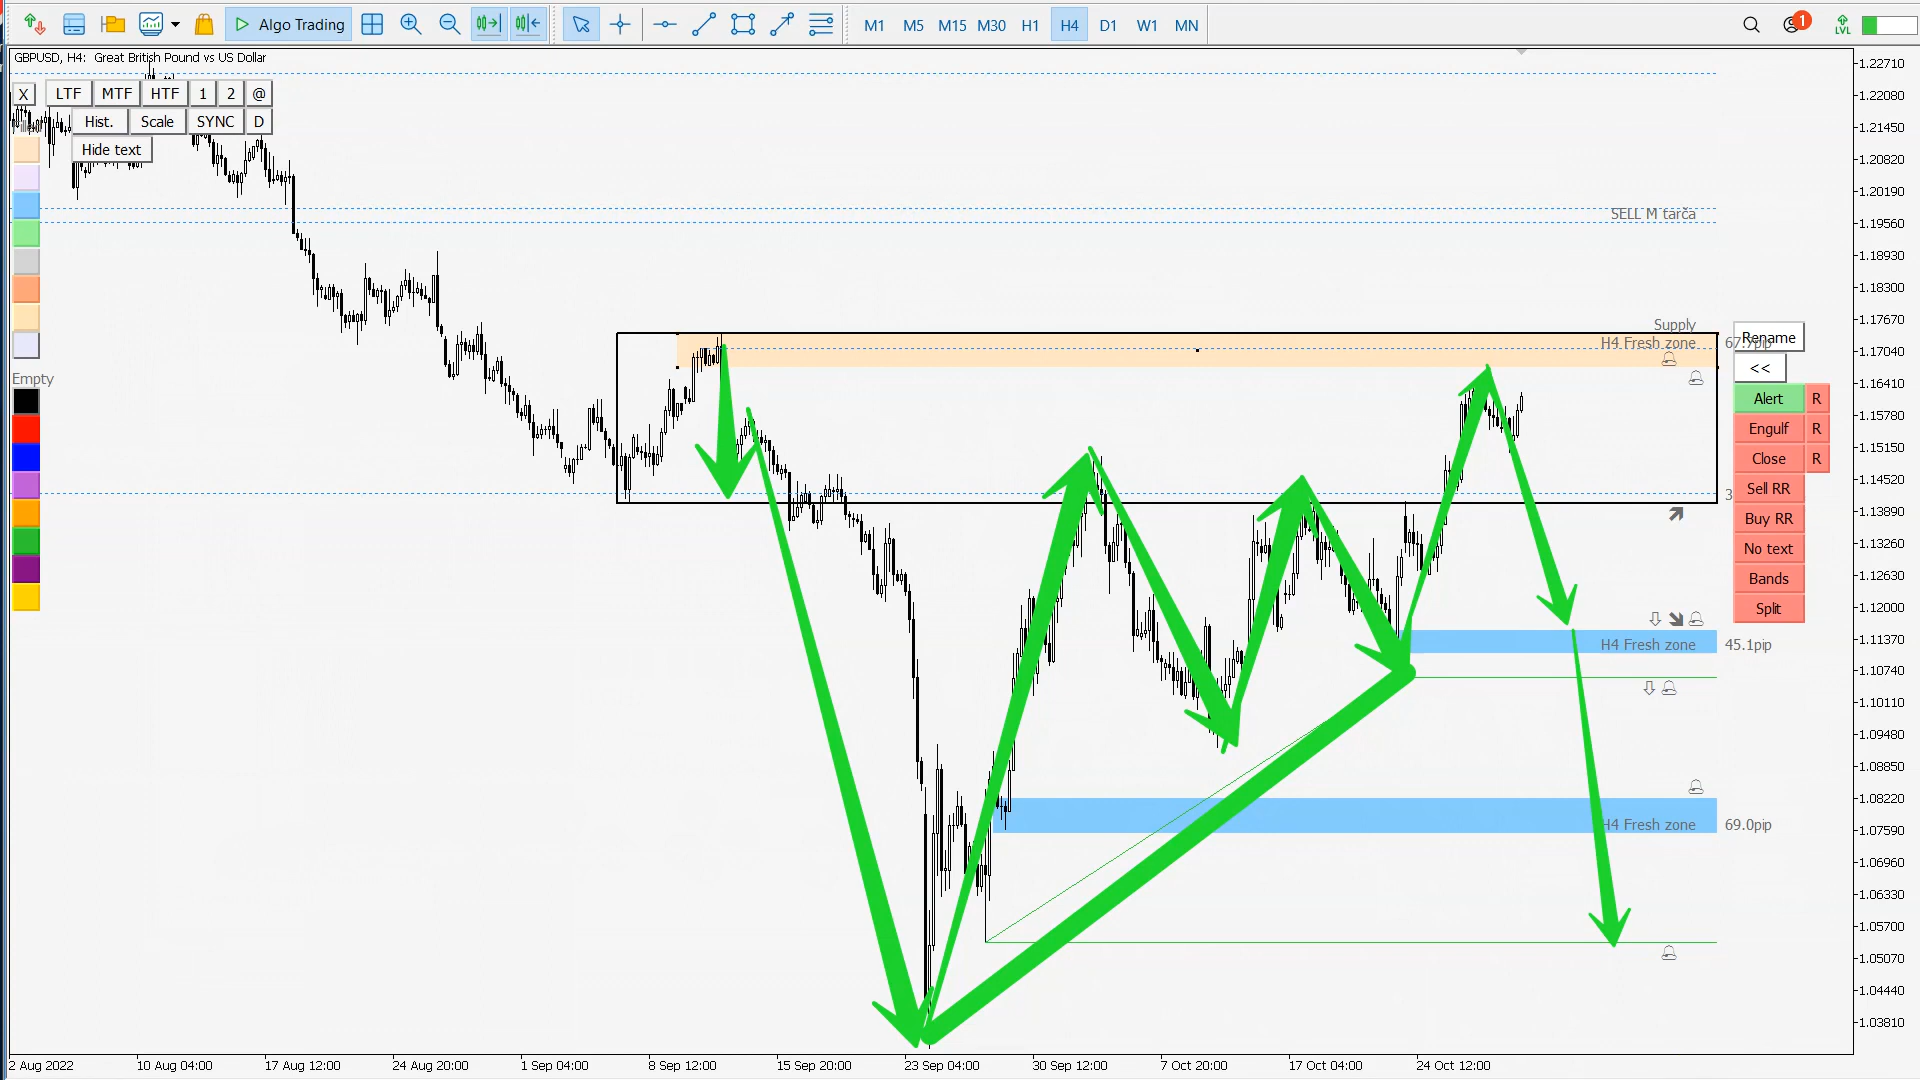 Algo Trading
M1 M5 M15 M30 H1 H4 D1 W1 MN
1
LVL
GBPUSD, H4: Great British Pound vs US Dollar
X LTF MTF HTF 1 2 @
Hist. Scale SYNC D
Hide text
Empty
SELL M tarča
Supply
H4 Fresh zone
Rename
<<
Alert R
Engulf R
Close R
Sell RR
Buy RR
No text
Bands
Split
3
H4 Fresh zone 45.1pip
H4 Fresh zone 69.0pip
1.22710
1.22080
1.21450
1.20820
1.20190
1.19560
1.18930
1.18300
1.17670
1.17040
1.16410
1.15780
1.15150
1.14520
1.13890
1.13260
1.12630
1.12000
1.11370
1.10740
1.10110
1.09480
1.08850
1.08220
1.07590
1.06960
1.06330
1.05700
1.05070
1.04440
1.03810
2 Aug 2022 10 Aug 04:00 17 Aug 12:00 24 Aug 20:00 1 Sep 04:00 8 Sep 12:00 15 Sep 20:00 23 Sep 04:00 30 Sep 12:00 7 Oct 20:00 17 Oct 04:00 24 Oct 12:00